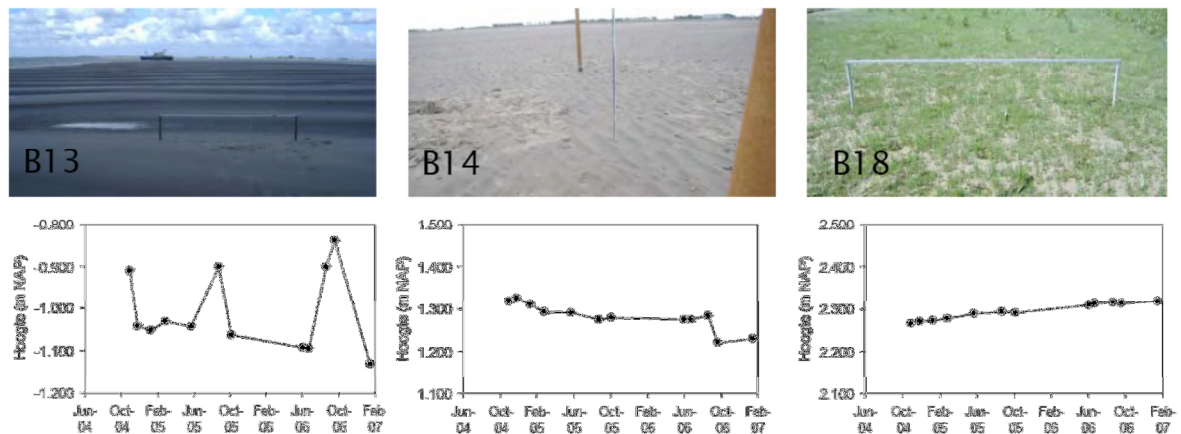 B13
B14
B18
Hoogte (m NAP)
-0.800
-0.900
-1.000
-1.100
-1.200
Jun- Oct- Feb- Jun- Oct- Feb- Jun- Oct- Feb-
04 04 05 05 05 06 06 06 07
Hoogte (m NAP)
1.500
1.400
1.300
1.200
1.100
Jun- Oct- Feb- Jun- Oct- Feb- Jun- Oct- Feb-
04 04 05 05 05 06 06 06 07
Hoogte (m NAP)
2.500
2.400
2.300
2.200
2.100
Jun- Oct- Feb- Jun- Oct- Feb- Jun- Oct- Feb-
04 04 05 05 05 06 06 06 07